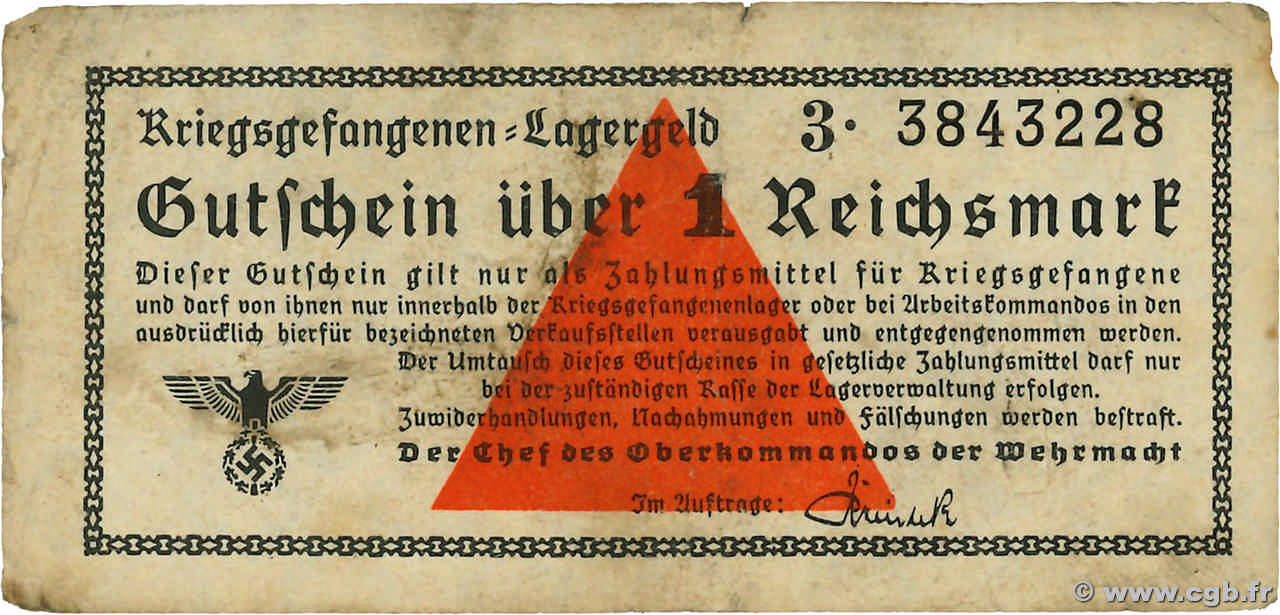 Kriegsgefangenen-Lagergeld 3· 3843228
Gutschein über 1 Reichsmark
Dieser Gutschein gilt nur als Zahlungsmittel für Kriegsgefangene
und darf von ihnen nur innerhalb der Kriegsgefangenenlager oder bei Arbeitskommandos in den
ausdrücklich hierfür bezeichneten Verkaufsstellen verausgabt und entgegengenommen werden.
Der Umtausch dieses Gutscheines in gesetzliche Zahlungsmittel darf nur
bei der zuständigen Kasse der Lagerverwaltung erfolgen.
Zuwiderhandlungen, Nachahmungen und Fälschungen werden bestraft.
Der Chef des Oberkommandos der Wehrmacht
Im Auftrage:
© www.cgb.fr